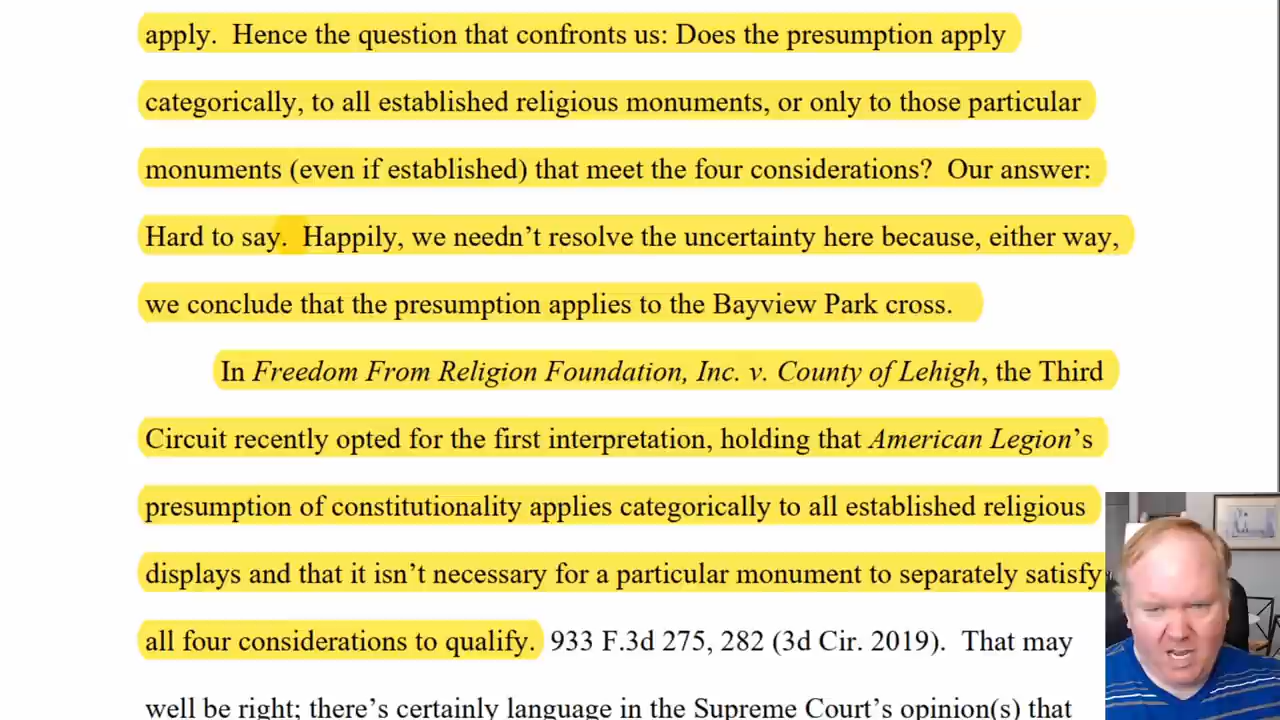 apply. Hence the question that confronts us: Does the presumption apply
categorically, to all established religious monuments, or only to those particular
monuments (even if established) that meet the four considerations? Our answer:
Hard to say. Happily, we needn’t resolve the uncertainty here because, either way,
we conclude that the presumption applies to the Bayview Park cross.
In Freedom From Religion Foundation, Inc. v. County of Lehigh, the Third
Circuit recently opted for the first interpretation, holding that American Legion’s
presumption of constitutionality applies categorically to all established religious
displays and that it isn’t necessary for a particular monument to separately satisfy
all four considerations to qualify. 933 F.3d 275, 282 (3d Cir. 2019). That may
well be right; there’s certainly language in the Supreme Court’s opinion(s) that